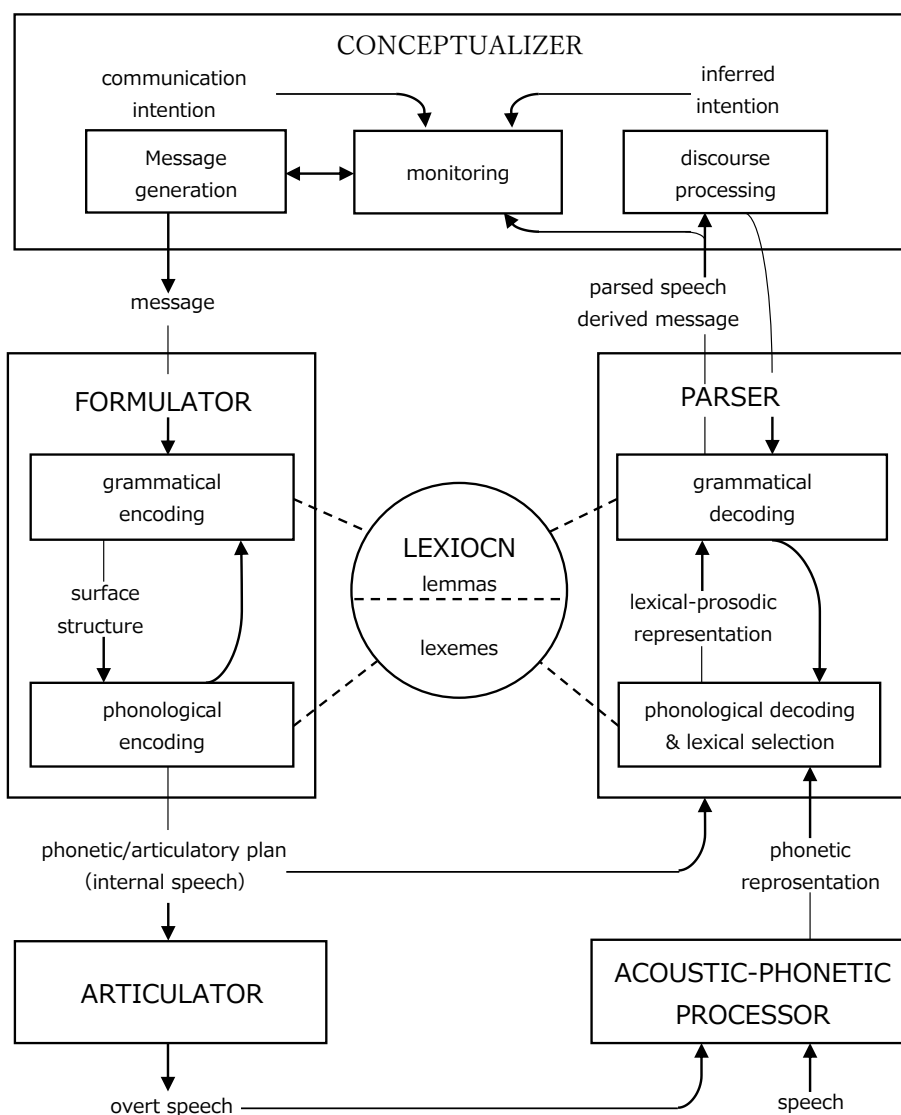 CONCEPTUALIZER
communication
intention
inferred
intention
Message
generation
monitoring
discourse
processing
message
parsed speech
derived message
FORMULATOR
PARSER
grammatical
encoding
grammatical
decoding
LEXIOCN
lemmas
lexemes
surface
structure
lexical-prosodic
representation
phonological
encoding
phonological decoding
& lexical selection
phonetic/articulatory plan
(internal speech)
phonetic
representation
ARTICULATOR
ACOUSTIC-PHONETIC
PROCESSOR
overt speech
speech